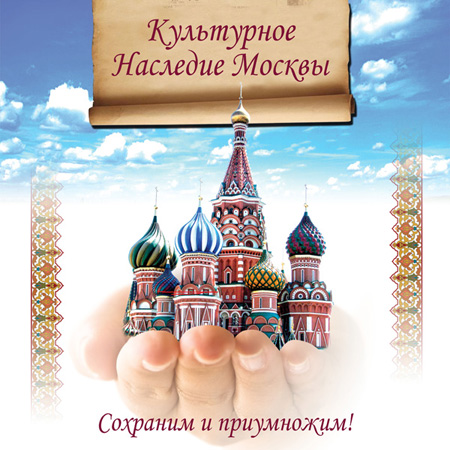 Культурное
Наследие Москвы
Сохраним и приумножим!